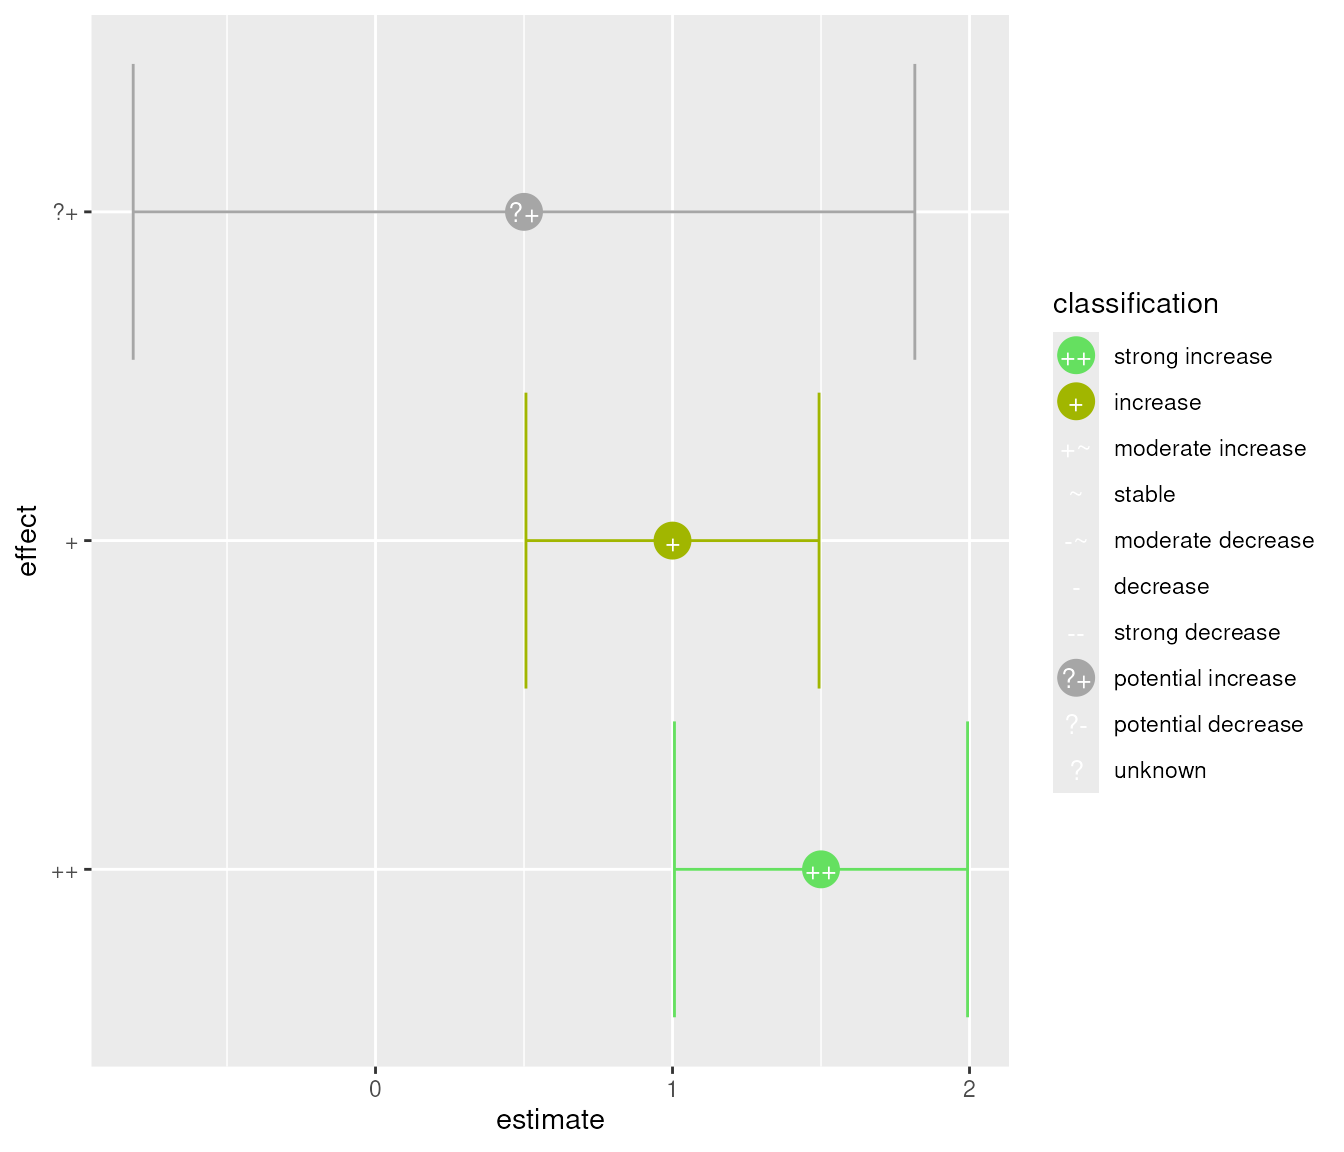 ?+
?+
+
+
++
++
effect
0 1 2
estimate
classification
++ strong increase
+ increase
+~ moderate increase
~ stable
-~ moderate decrease
- decrease
-- strong decrease
?+ potential increase
?- potential decrease
? unknown